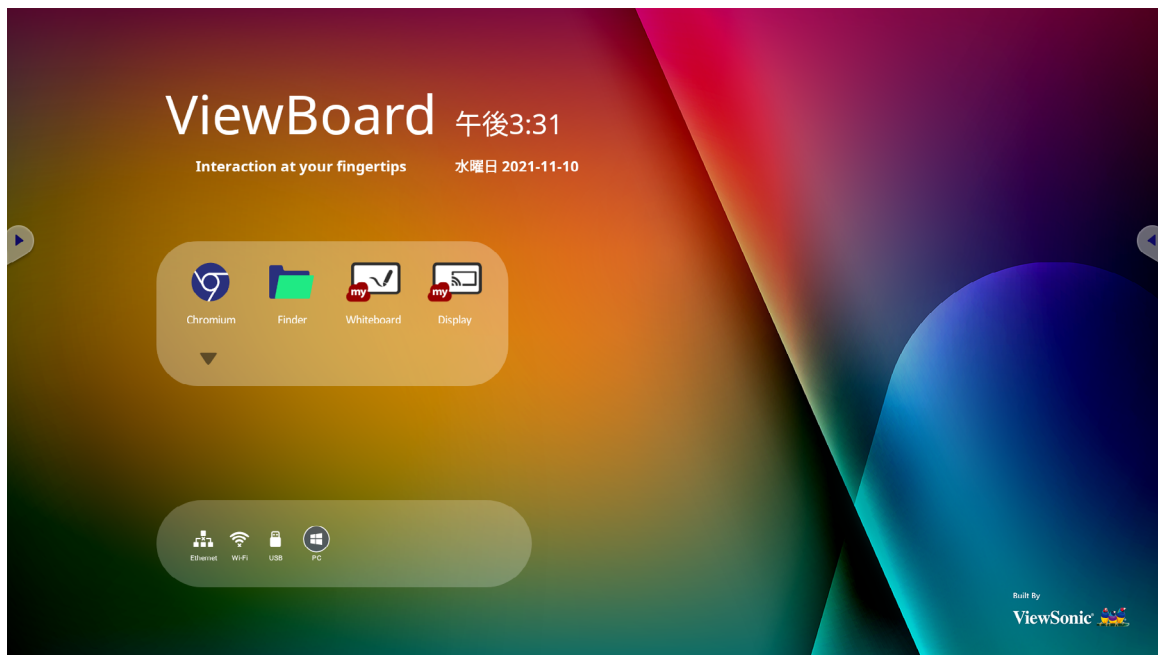 ViewBoard 午後3:31
Interaction at your fingertips 水曜日 2021-11-10
my my
Chromium Finder Whiteboard Display
Ethernet Wi-Fi USB PC
Built By
ViewSonic®